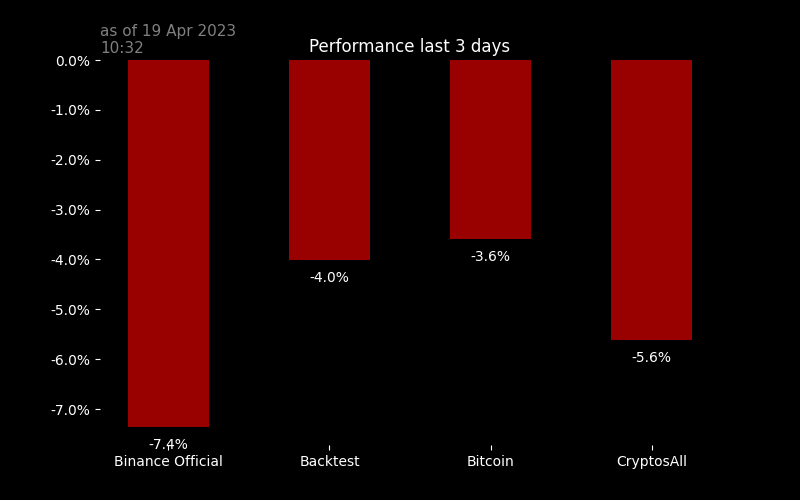 as of 19 Apr 2023
10:32
Performance last 3 days
0.0%
-1.0%
-2.0%
-3.0%
-4.0%
-5.0%
-6.0%
-7.0%
-7.4%
-4.0%
-3.6%
-5.6%
Binance Official
Backtest
Bitcoin
CryptosAll